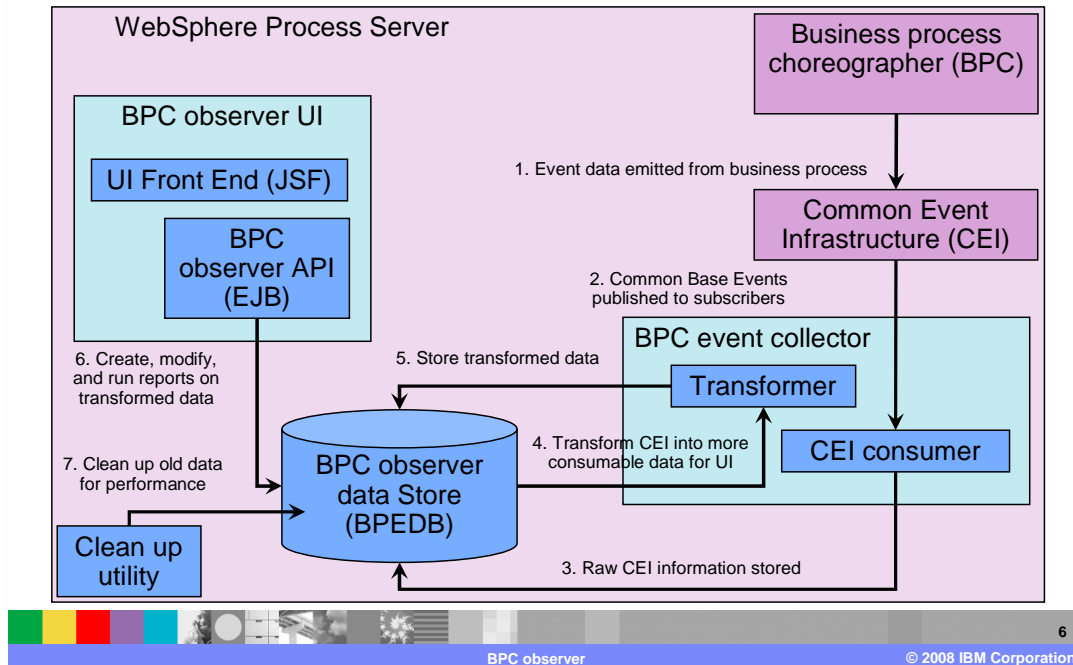 WebSphere Process Server
Business process
choreographer (BPC)
BPC observer UI
UI Front End (JSF)
BPC
observer API
(EJB)
1. Event data emitted from business process
Common Event
Infrastructure (CEI)
2. Common Base Events
published to subscribers
BPC event collector
Transformer
CEI consumer
6. Create, modify,
and run reports on
transformed data
5. Store transformed data
4. Transform CEI into more
consumable data for UI
7. Clean up old data
for performance
BPC observer
data Store
(BPEDB)
Clean up
utility
3. Raw CEI information stored
6
BPC observer
© 2008 IBM Corporation